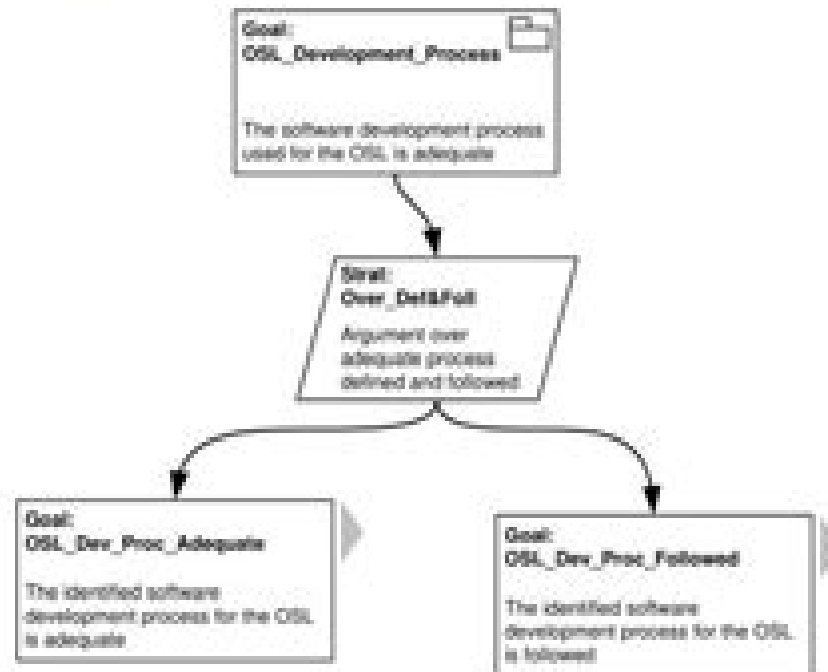 Goal:
OSL_Development_Process
The software development process
used for the OSL is adequate
Strat:
Over_Def&Foll
Argument over
adequate process
defined and followed
Goal:
OSL_Dev_Proc_Adequate
The identified software
development process for the OSL
is adequate
Goal:
OSL_Dev_Proc_Followed
The identified software
development process for the OSL
is followed